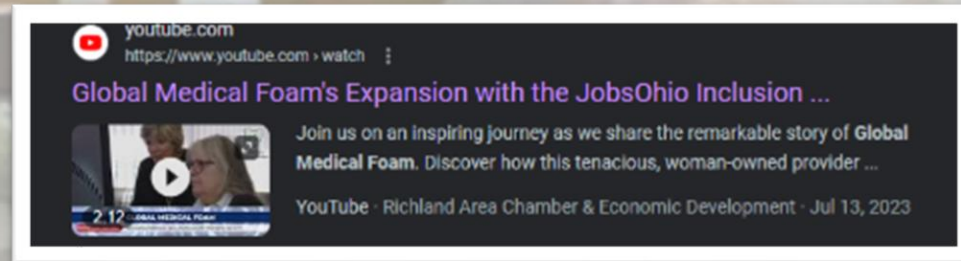 youtube.com
https://www.youtube.com › watch
Global Medical Foam's Expansion with the JobsOhio Inclusion ...
Join us on an inspiring journey as we share the remarkable story of Global
Medical Foam. Discover how this tenacious, woman-owned provider ...
2:12
GLOBAL MEDICAL FOAM
YouTube · Richland Area Chamber & Economic Development · Jul 13, 2023